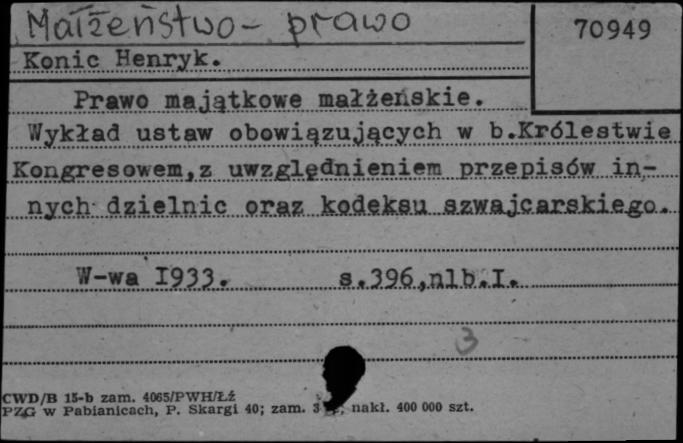 Małżeństwo - prawo
70949
Konic Henryk.
Prawo majątkowe małżeńskie.
Wykład ustaw obowiązujących w b.Królestwie
Kongresowem,z uwzględnieniem przepisów in-
nych dzielnic oraz kodeksu szwajcarskiego.
W-wa I933. s.396,nlb.I.
3
CWD/B 15-b zam. 4065/PWH/Łź
PZG w Pabianicach, P. Skargi 40; zam. 3 nakł. 400 000 szt.